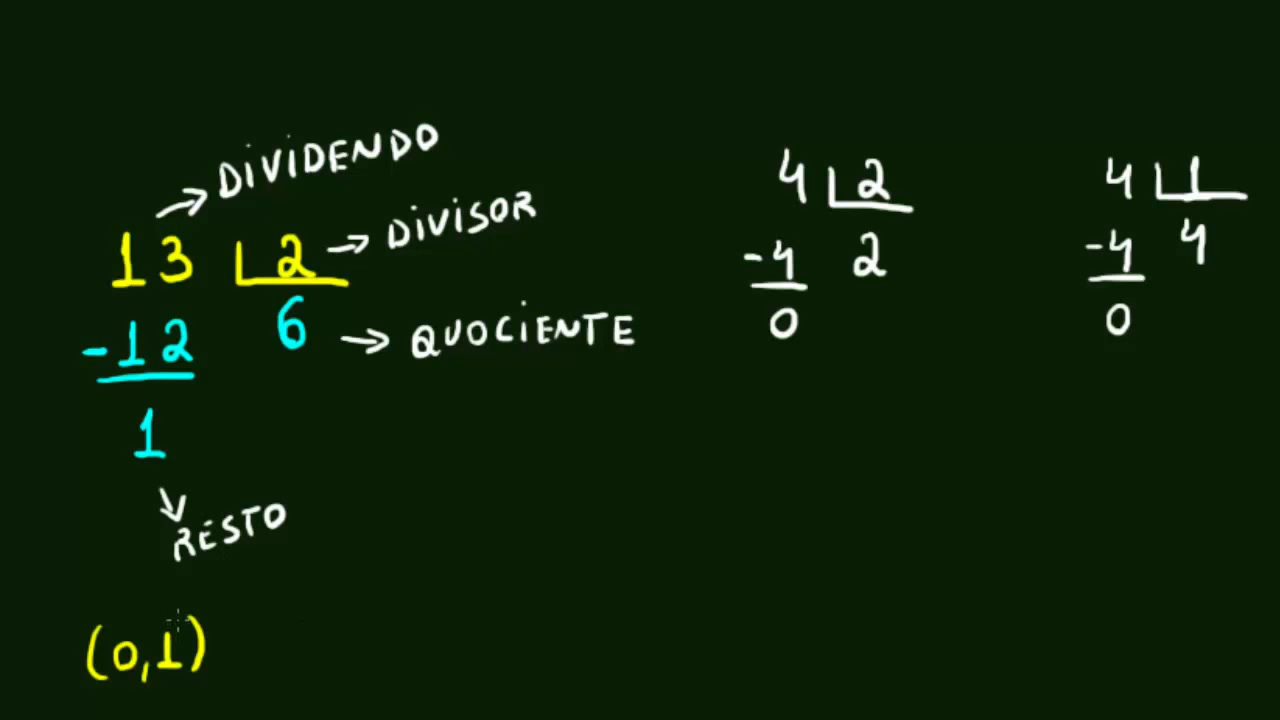 → DIVIDENDO
13 2 → DIVISOR
-12 6 → QUOCIENTE
1
RESTO
(0,1)
4 2
-4 2
0
4 1
-4 4
0